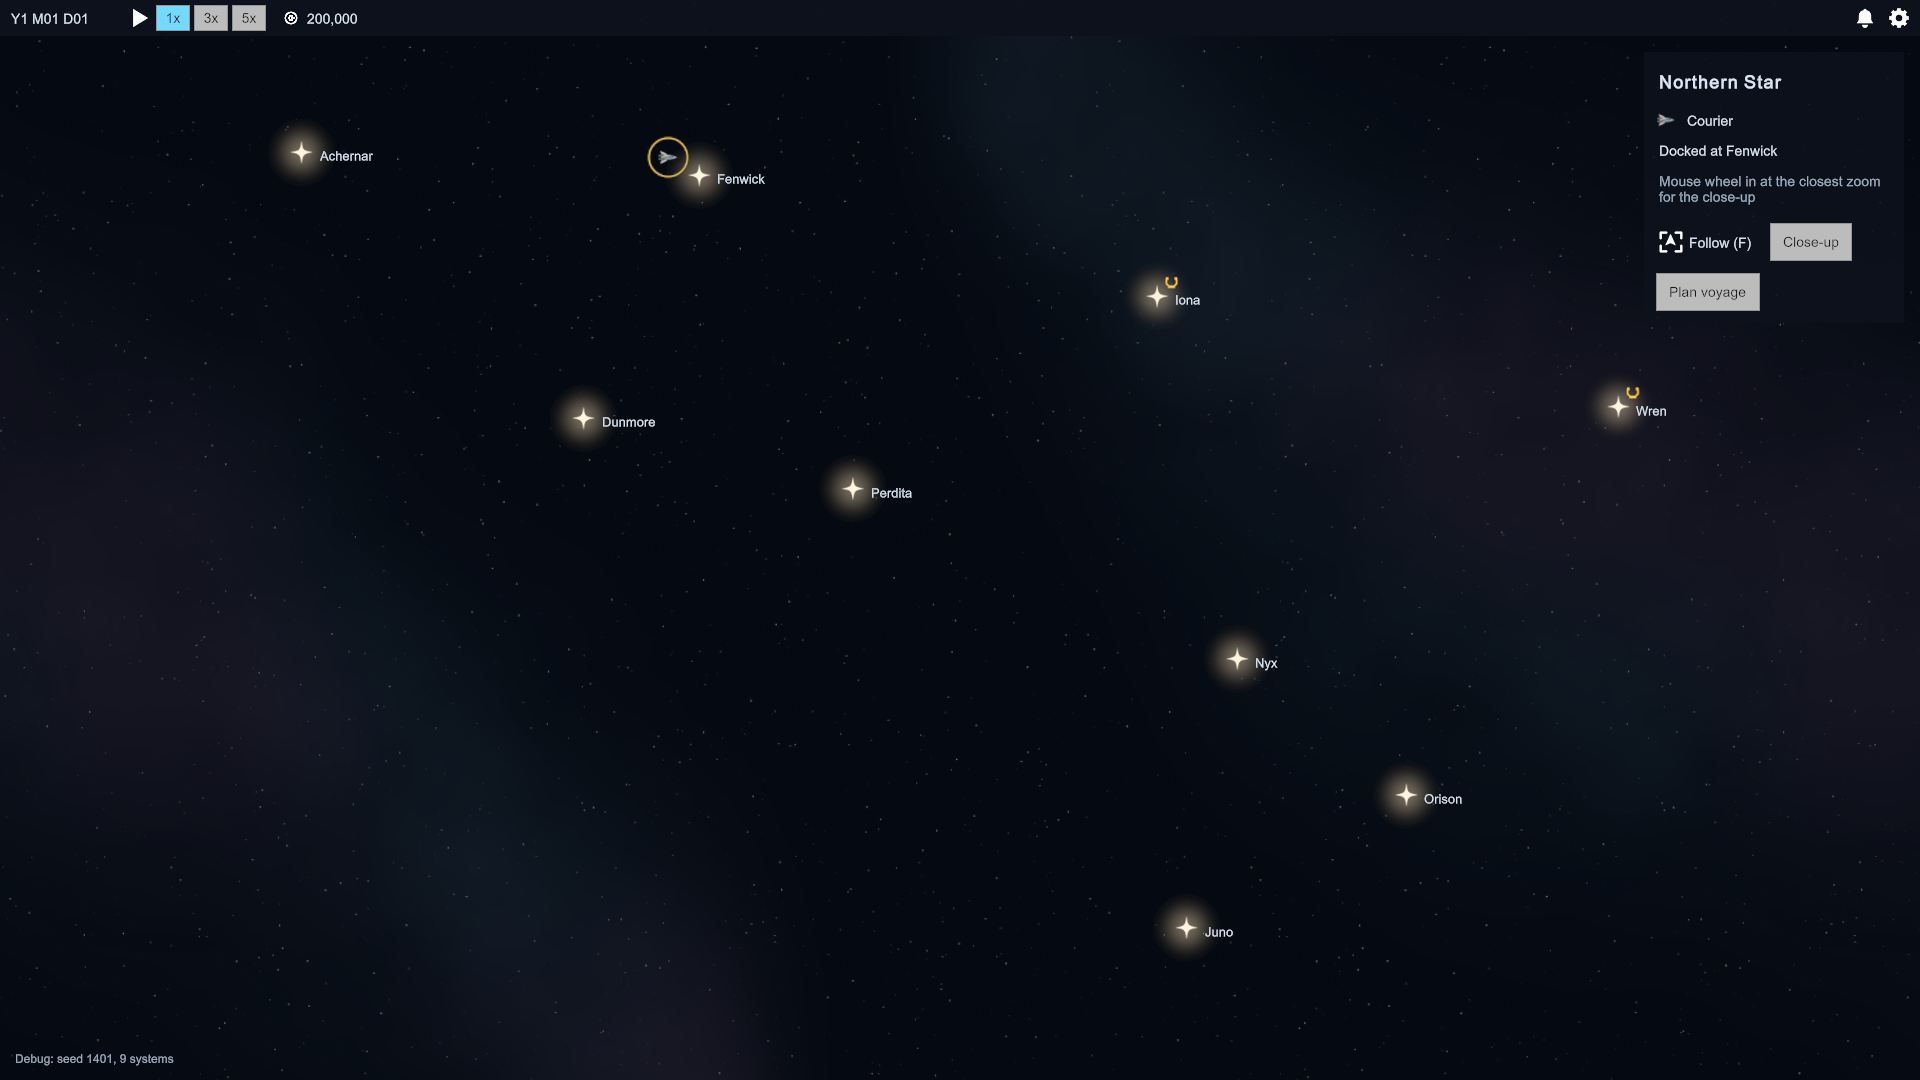 Y1 M01 D01
1x
3x
5x
200,000
Northern Star
Courier
Docked at Fenwick
Mouse wheel in at the closest zoom
for the close-up
Follow (F)
Close-up
Plan voyage
Achernar
Fenwick
Iona
Wren
Dunmore
Perdita
Nyx
Orison
Juno
Debug: seed 1401, 9 systems